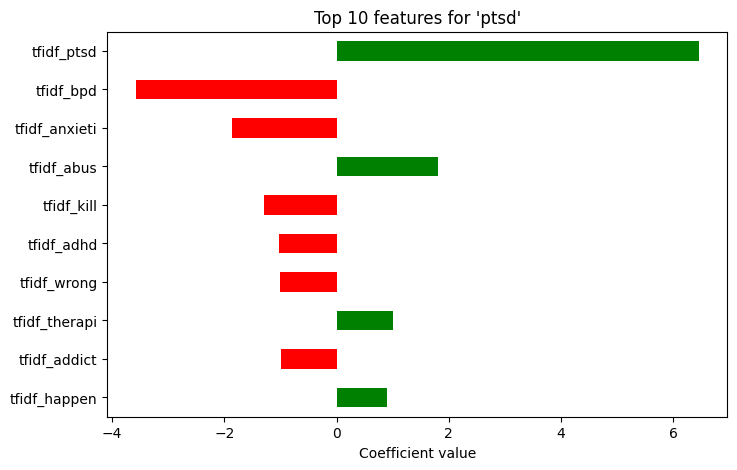 Top 10 features for 'ptsd'
tfidf_ptsd
tfidf_bpd
tfidf_anxieti
tfidf_abus
tfidf_kill
tfidf_adhd
tfidf_wrong
tfidf_therapi
tfidf_addict
tfidf_happen
−4 −2 0 2 4 6
Coefficient value